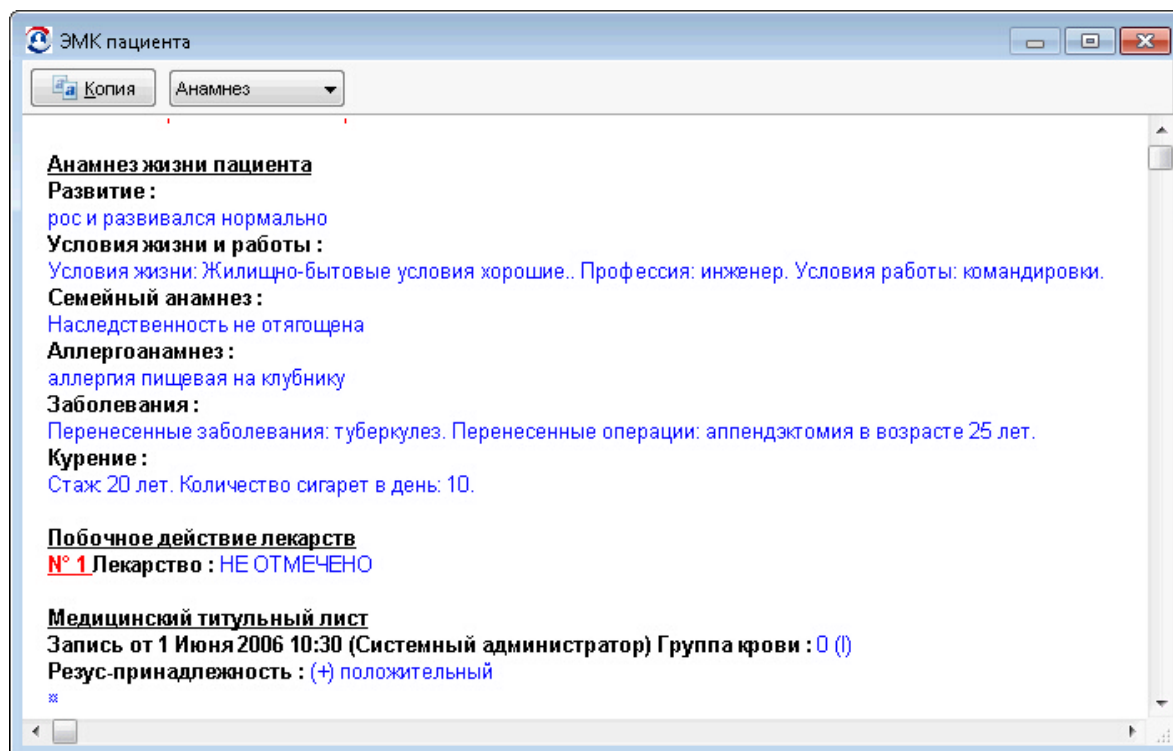 ЭМК пациента
Копия
Анамнез
Анамнез жизни пациента
Развитие :
рос и развивался нормально
Условия жизни и работы :
Условия жизни: Жилищно-бытовые условия хорошие.. Профессия: инженер. Условия работы: командировки.
Семейный анамнез :
Наследственность не отягощена
Аллергоанамнез :
аллергия пищевая на клубнику
Заболевания :
Перенесенные заболевания: туберкулез. Перенесенные операции: аппендэктомия в возрасте 25 лет.
Курение :
Стаж: 20 лет. Количество сигарет в день: 10.
Побочное действие лекарств
N° 1 Лекарство : НЕ ОТМЕЧЕНО
Медицинский титульный лист
Запись от 1 Июня 2006 10:30 (Системный администратор) Группа крови : 0 (I)
Резус-принадлежность : (+) положительный
¤